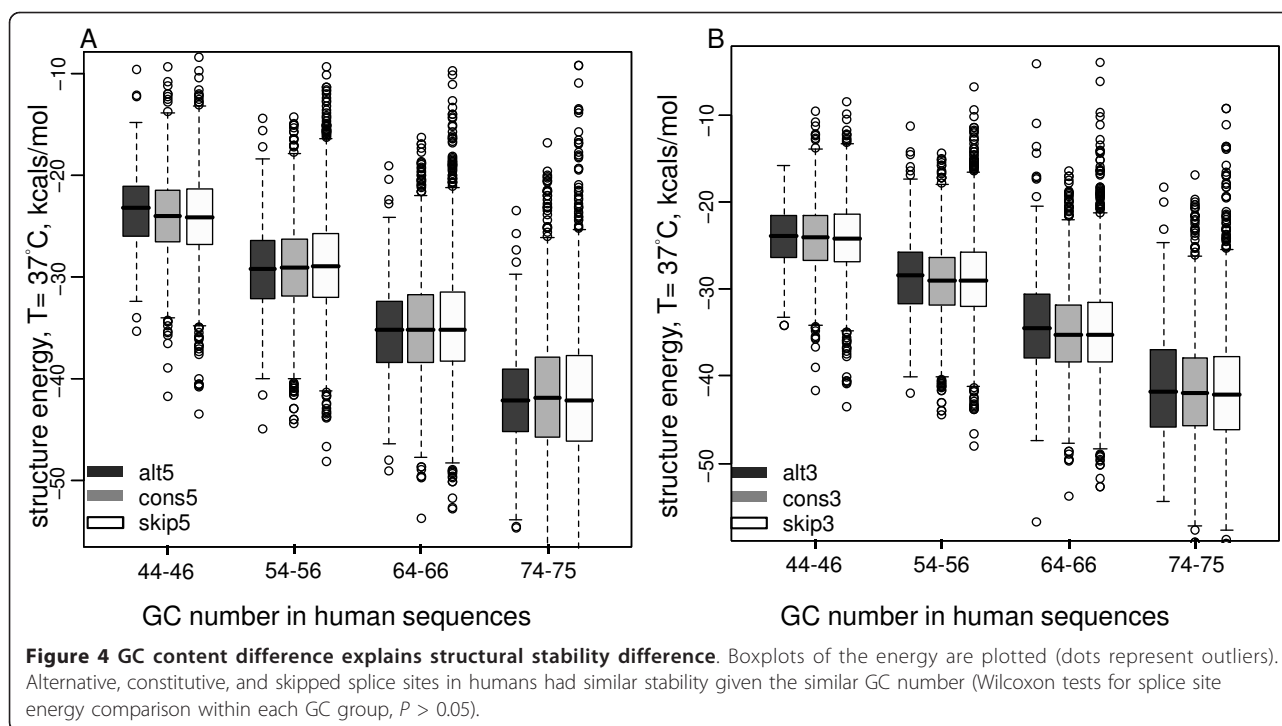 A
structure energy, T= 37°C, kcals/mol
-10
-20
-30
-40
-50
alt5
cons5
skip5
44-46
54-56
64-66
74-75
GC number in human sequences
B
structure energy, T= 37°C, kcals/mol
-10
-20
-30
-40
-50
alt3
cons3
skip3
44-46
54-56
64-66
74-75
GC number in human sequences
Figure 4 GC content difference explains structural stability difference. Boxplots of the energy are plotted (dots represent outliers).
Alternative, constitutive, and skipped splice sites in humans had similar stability given the similar GC number (Wilcoxon tests for splice site
energy comparison within each GC group, P > 0.05).